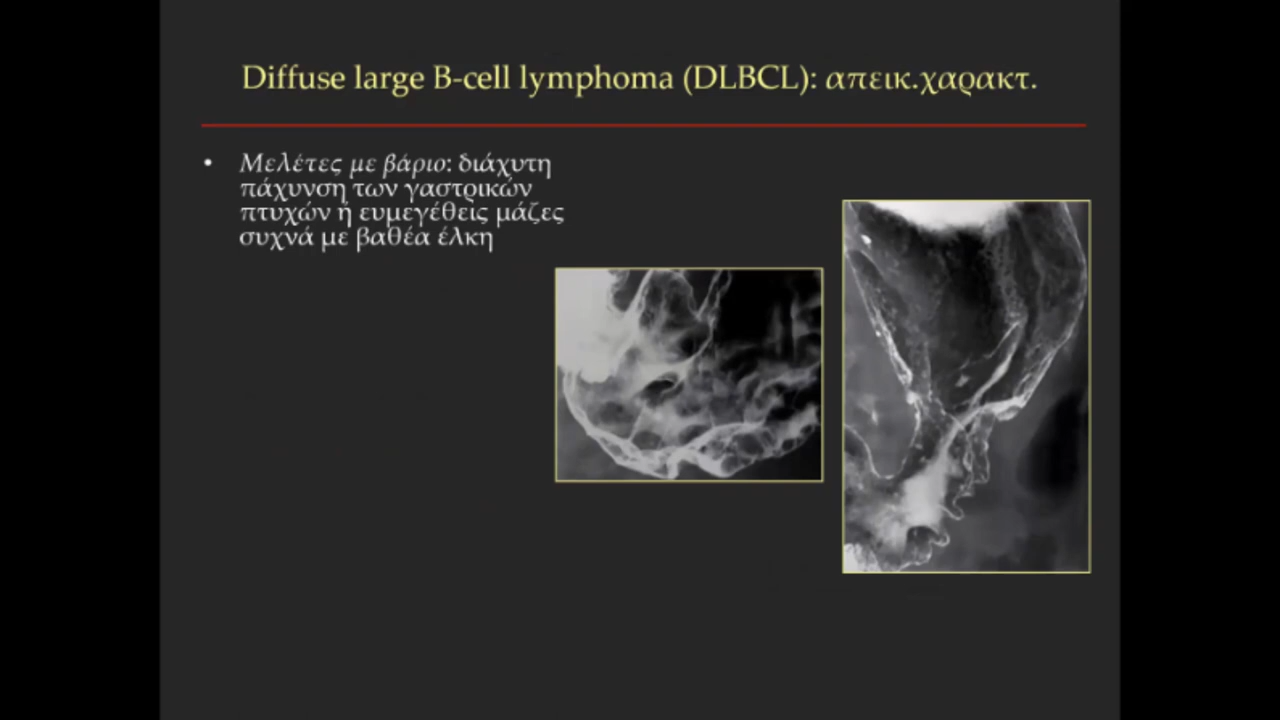 Diffuse large B-cell lymphoma (DLBCL): απεικ.χαρακτ.
• Μελέτες με βάριο: διάχυτη
πάχυνση των γαστρικών
πτυχών ή ευμεγέθεις μάζες
συχνά με βαθέα έλκη